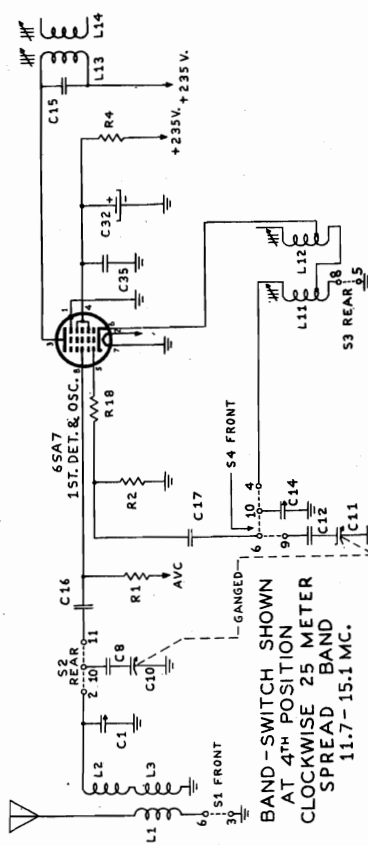 L14
L13
C15
+235 V.
+235V.
R4
C32
+
-
C35
6SA7
1ST. DET. & OSC.
3
8
5
1
4
6
2
7
R18
L12
L11
8
5
S3 REAR
S4 FRONT
R2
C17
4
10
6
9
C14
C12
C11
C16
R1
AVC
S2
REAR
11
10
2
C8
C10
GANGED
C1
L2
L3
L1
6
3
S1 FRONT
BAND-SWITCH SHOWN
AT 4TH POSITION
CLOCKWISE 25 METER
SPREAD BAND
11.7-15.1 MC.